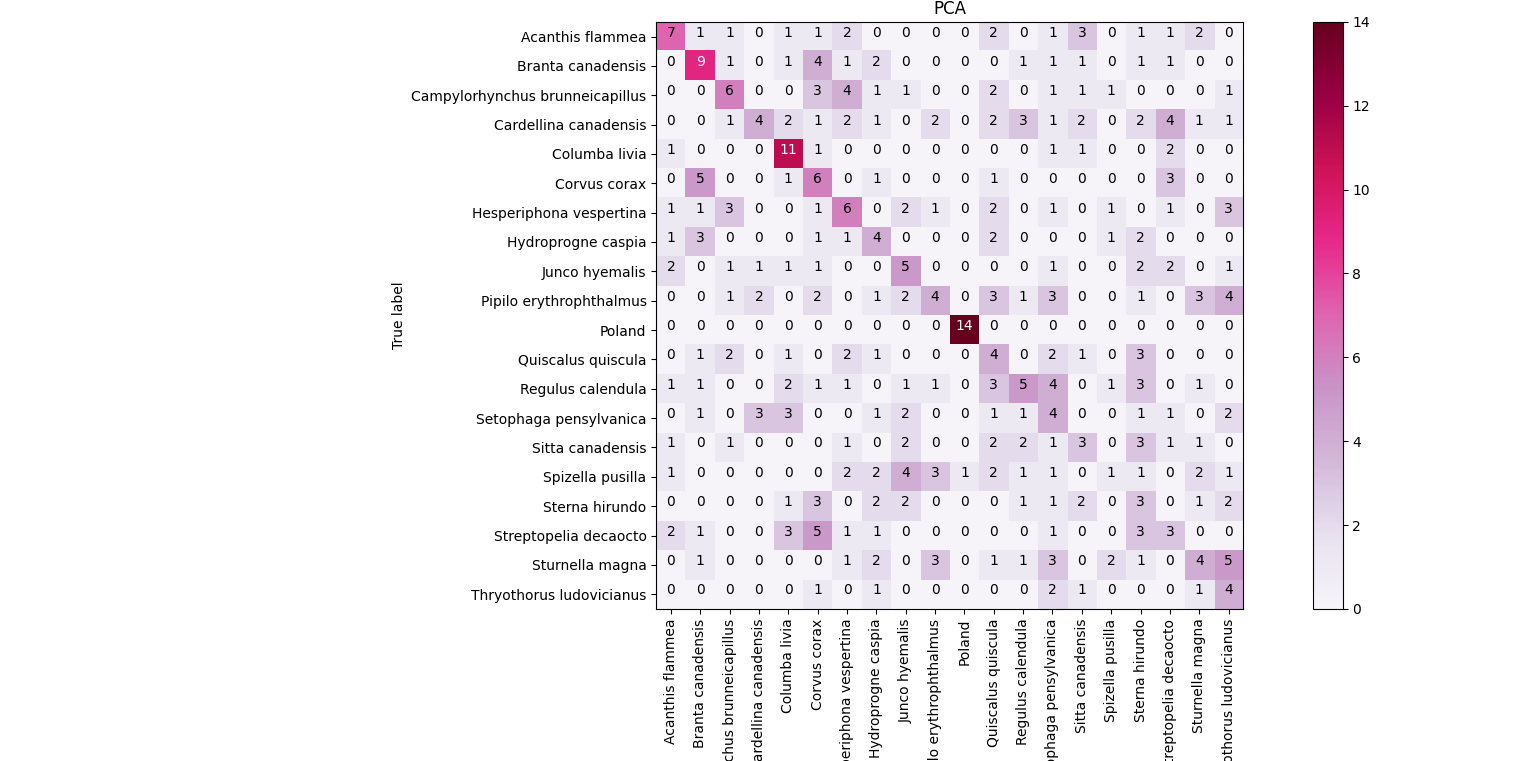 PCA
Acanthis flammea 7 1 1 0 1 1 2 0 0 0 0 2 0 1 3 0 1 1 2 0
Branta canadensis 0 9 1 0 1 4 1 2 0 0 0 0 1 1 1 0 1 1 0 0
Campylorhynchus brunneicapillus 0 0 6 0 0 3 4 1 1 0 0 2 0 1 1 1 0 0 0 1
Cardellina canadensis 0 0 1 4 2 1 2 1 0 2 0 2 3 1 2 0 2 4 1 1
Columba livia 1 0 0 0 11 1 0 0 0 0 0 0 0 1 1 0 0 2 0 0
Corvus corax 0 5 0 0 1 6 0 1 0 0 0 1 0 0 0 0 0 3 0 0
Hesperiphona vespertina 1 1 3 0 0 1 6 0 2 1 0 2 0 1 0 1 0 1 0 3
Hydroprogne caspia 1 3 0 0 0 1 1 4 0 0 0 2 0 0 0 1 2 0 0 0
Junco hyemalis 2 0 1 1 1 1 0 0 5 0 0 0 0 1 0 0 2 2 0 1
Pipilo erythrophthalmus 0 0 1 2 0 2 0 1 2 4 0 3 1 3 0 0 1 0 3 4
Poland 0 0 0 0 0 0 0 0 0 0 14 0 0 0 0 0 0 0 0 0
Quiscalus quiscula 0 1 2 0 1 0 2 1 0 0 0 4 0 2 1 0 3 0 0 0
Regulus calendula 1 1 0 0 2 1 1 0 1 1 0 3 5 4 0 1 3 0 1 0
Setophaga pensylvanica 0 1 0 3 3 0 0 1 2 0 0 1 1 4 0 0 1 1 0 2
Sitta canadensis 1 0 1 0 0 0 1 0 2 0 0 2 2 1 3 0 3 1 1 0
Spizella pusilla 1 0 0 0 0 0 2 2 4 3 1 2 1 1 0 1 1 0 2 1
Sterna hirundo 0 0 0 0 1 3 0 2 2 0 0 0 1 1 2 0 3 0 1 2
Streptopelia decaocto 2 1 0 0 3 5 1 1 0 0 0 0 0 1 0 0 3 3 0 0
Sturnella magna 0 1 0 0 0 0 1 2 0 3 0 1 1 3 0 2 1 0 4 5
Thryothorus ludovicianus 0 0 0 0 0 1 0 1 0 0 0 0 0 2 1 0 0 0 1 4
True label
Acanthis flammea
Branta canadensis
chus brunneicapillus
ardellina canadensis
Columba livia
Corvus corax
periphona vespertina
Hydroprogne caspia
Junco hyemalis
lo erythrophthalmus
Poland
Quiscalus quiscula
Regulus calendula
ophaga pensylvanica
Sitta canadensis
Spizella pusilla
Sterna hirundo
treptopelia decaocto
Sturnella magna
othorus ludovicianus
14
12
10
8
6
4
2
0